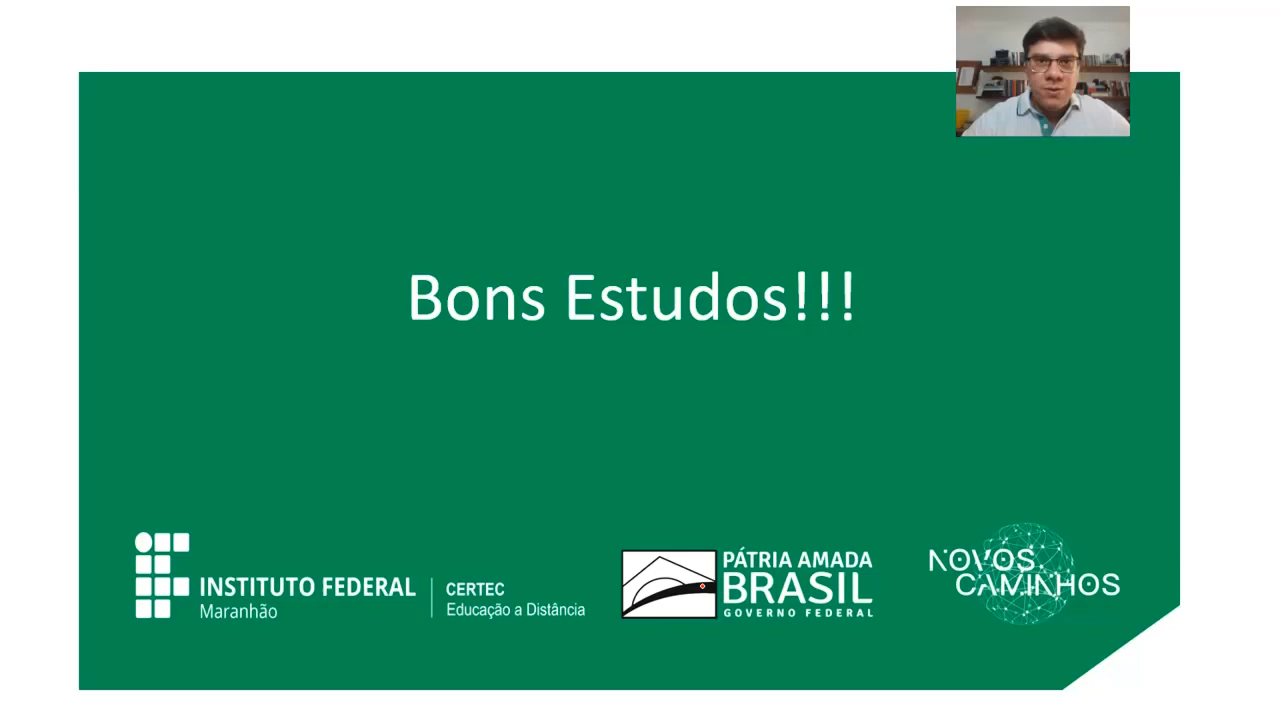 Bons Estudos!!!
INSTITUTO FEDERAL
Maranhão
CERTEC
Educação a Distância
PÁTRIA AMADA
BRASIL
GOVERNO FEDERAL
NOVOS
CAMINHOS